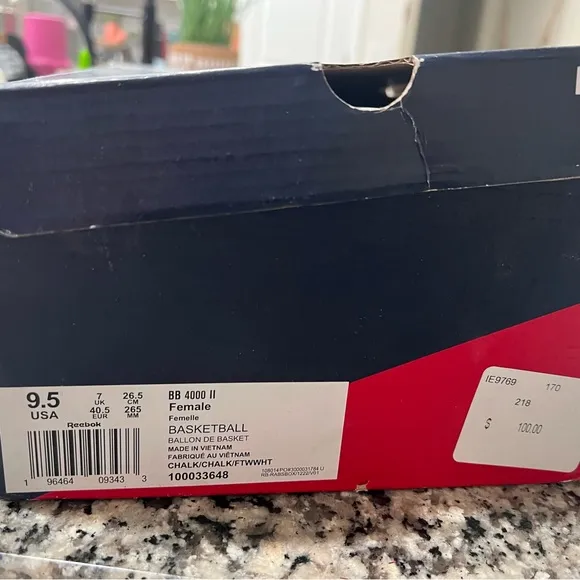 9.5
USA
7
UK
40.5
EUR
26.5
CM
265
MM
Reebok
1 96464 09343 3
BB 4000 II
Female
Femelle
BASKETBALL
BALLON DE BASKET
MADE IN VIETNAM
FABRIQUÉ AU VIÊTNAM
CHALK/CHALK/FTWWHT
100033648
IE9769 170
218
$ 100.00